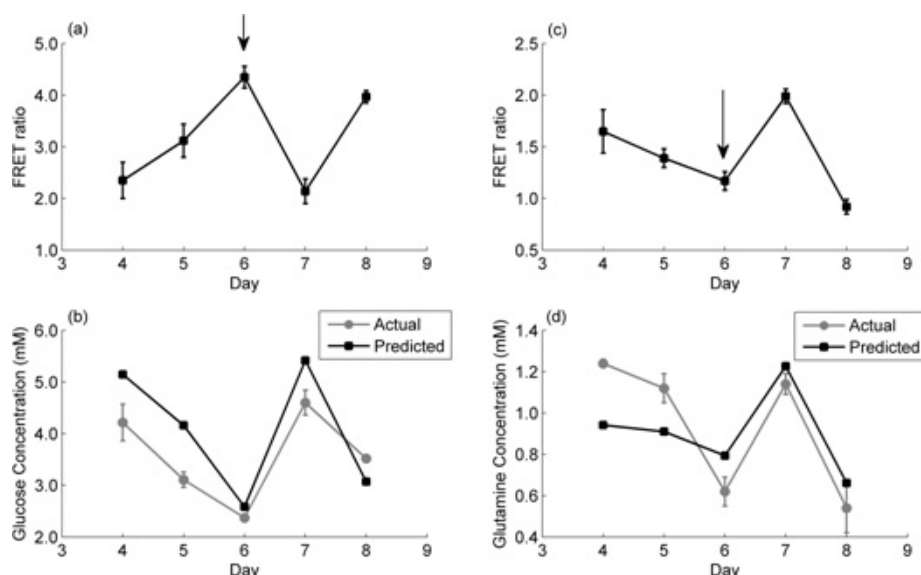 (a)
5.0
4.0
3.0
2.0
1.0
FRET ratio
3 4 5 6 7 8 9
Day
(c)
2.5
2.0
1.5
1.0
0.5
FRET ratio
3 4 5 6 7 8 9
Day
(b)
6.0
5.0
4.0
3.0
2.0
Glucose Concentration (mM)
Actual
Predicted
3 4 5 6 7 8 9
Day
(d)
1.4
1.2
1.0
0.8
0.6
0.4
Glutamine Concentration (mM)
Actual
Predicted
3 4 5 6 7 8 9
Day